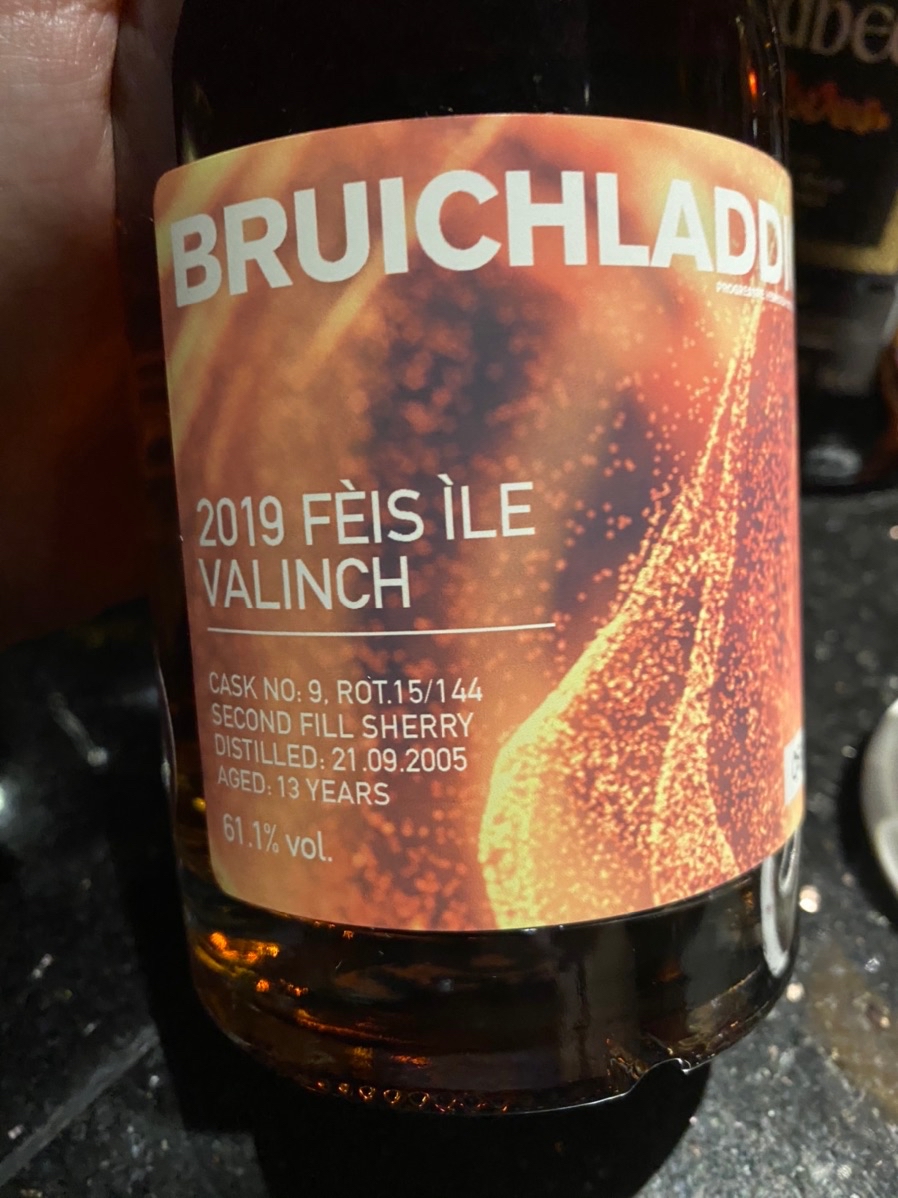 BRUICHLADDI
2019 FÈIS ÌLE
VALINCH
CASK NO: 9, ROT.15/144
SECOND FILL SHERRY
DISTILLED: 21.09.2005
AGED: 13 YEARS
61.1% vol.